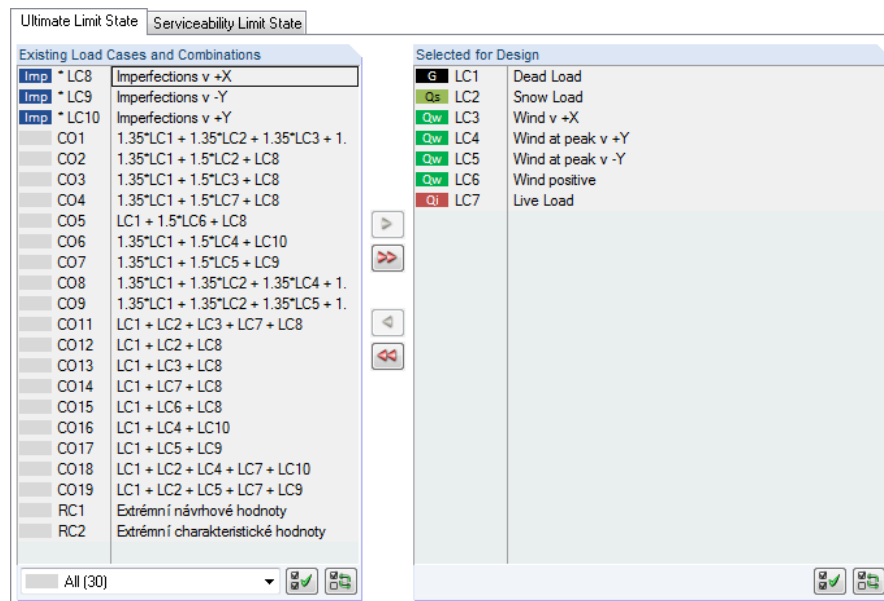 Ultimate Limit State Serviceability Limit State
Existing Load Cases and Combinations Selected for Design
Imp * LC8 Imperfections v +X G LC1 Dead Load
Imp * LC9 Imperfections v -Y Qs LC2 Snow Load
Imp * LC10 Imperfections v +Y Qw LC3 Wind v +X
CO1 1.35*LC1 + 1.35*LC2 + 1.35*LC3 + 1. Qw LC4 Wind at peak v +Y
CO2 1.35*LC1 + 1.5*LC2 + LC8 Qw LC5 Wind at peak v -Y
CO3 1.35*LC1 + 1.5*LC3 + LC8 Qw LC6 Wind positive
CO4 1.35*LC1 + 1.5*LC7 + LC8 Qi LC7 Live Load
CO5 LC1 + 1.5*LC6 + LC8
CO6 1.35*LC1 + 1.5*LC4 + LC10
CO7 1.35*LC1 + 1.5*LC5 + LC9
CO8 1.35*LC1 + 1.35*LC2 + 1.35*LC4 + 1.
CO9 1.35*LC1 + 1.35*LC2 + 1.35*LC5 + 1.
CO11 LC1 + LC2 + LC3 + LC7 + LC8
CO12 LC1 + LC2 + LC8
CO13 LC1 + LC3 + LC8
CO14 LC1 + LC7 + LC8
CO15 LC1 + LC6 + LC8
CO16 LC1 + LC4 + LC10
CO17 LC1 + LC5 + LC9
CO18 LC1 + LC2 + LC4 + LC7 + LC10
CO19 LC1 + LC2 + LC5 + LC7 + LC9
RC1 Extrémní návrhové hodnoty
RC2 Extrémní charakteristické hodnoty
All (30)